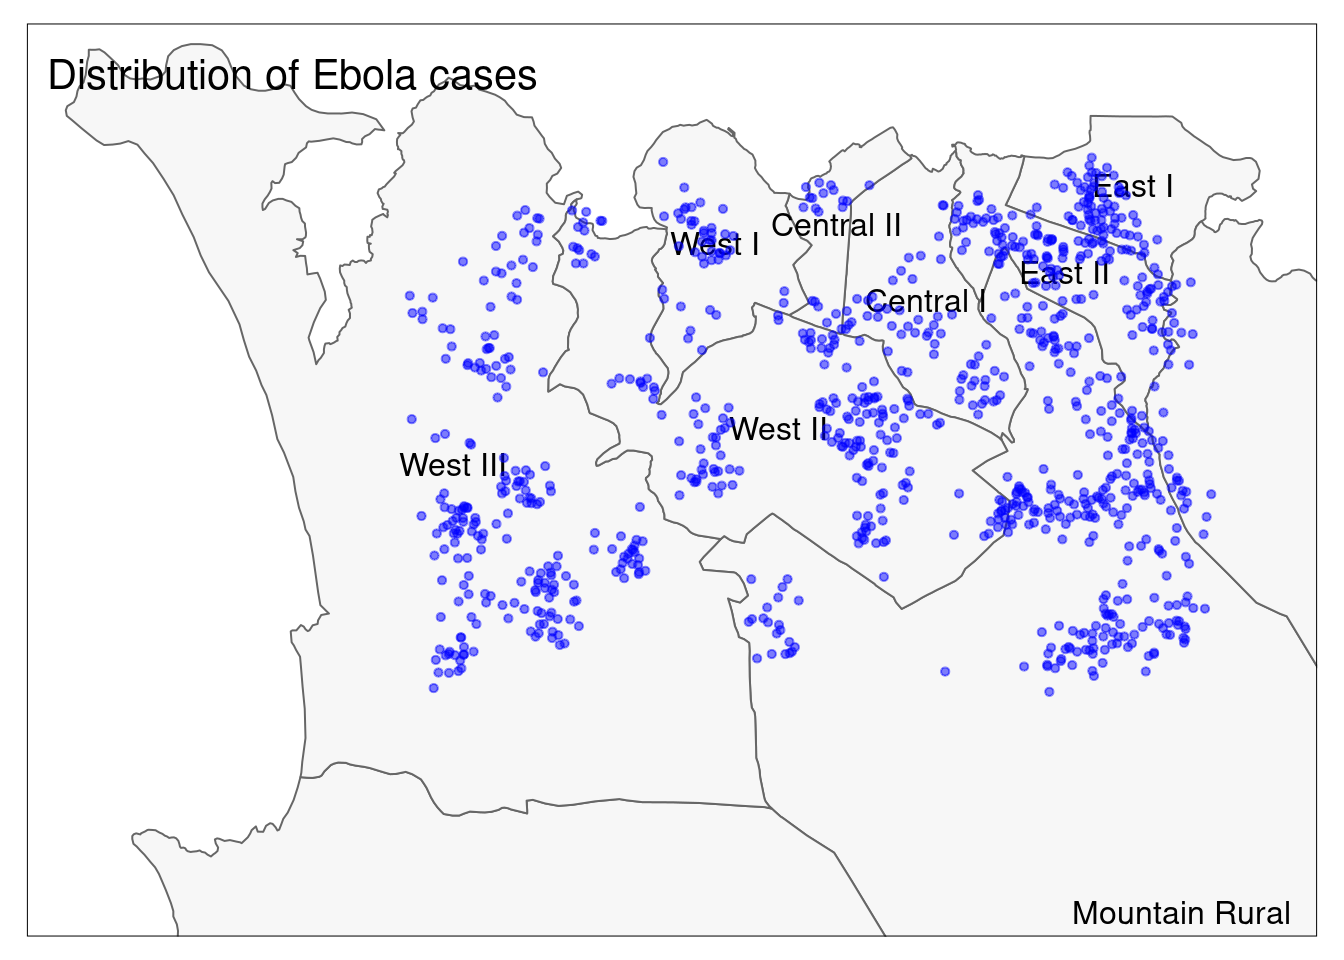 Distribution of Ebola cases
East I
Central II
West I
East II
Central I
West II
West III
Mountain Rural